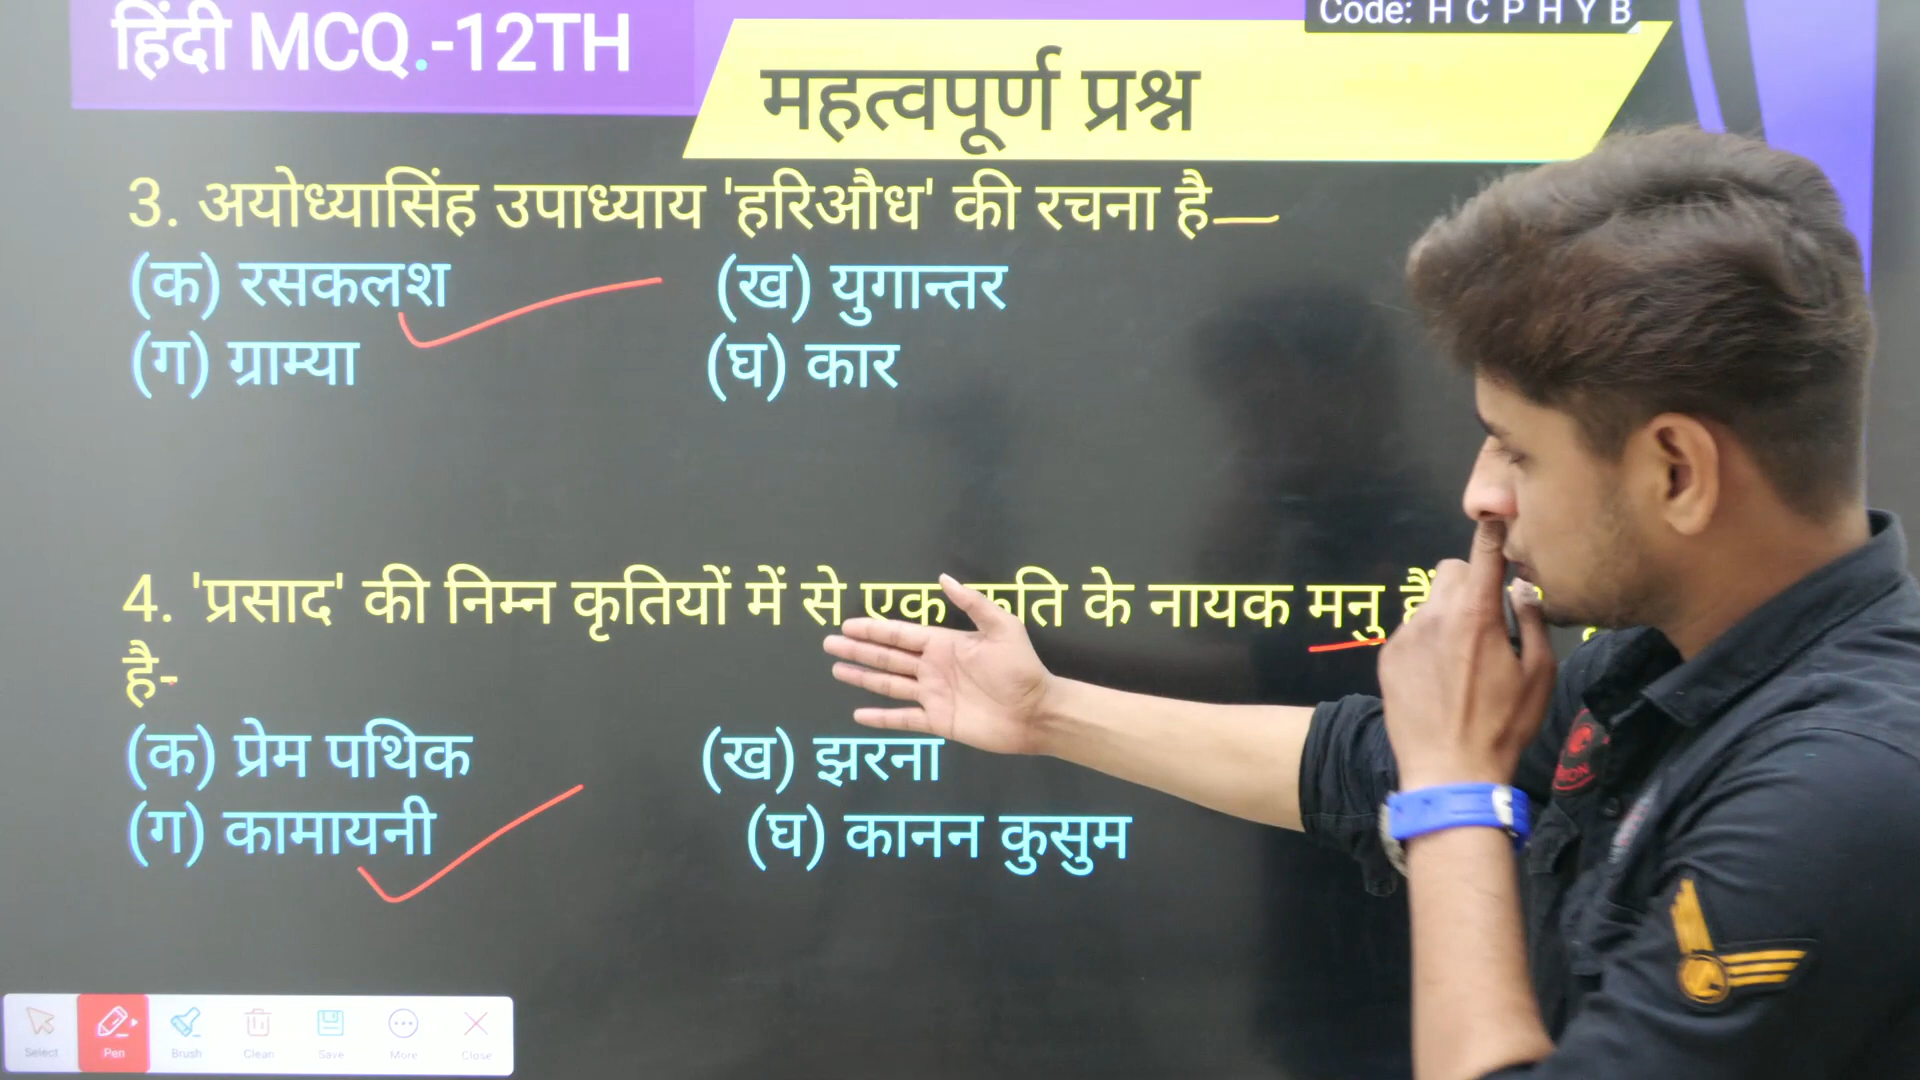 Code: H C P H Y B
हिंदी MCQ.-12TH
महत्वपूर्ण प्रश्न
3. अयोध्यासिंह उपाध्याय 'हरिऔध' की रचना है—
(क) रसकलश (ख) युगान्तर
(ग) ग्राम्या (घ) कार
4. 'प्रसाद' की निम्न कृतियों में से एक कृति के नायक मनु हैं
है-
(क) प्रेम पथिक (ख) झरना
(ग) कामायनी (घ) कानन कुसुम
Select Pen Brush Clean Save More Close